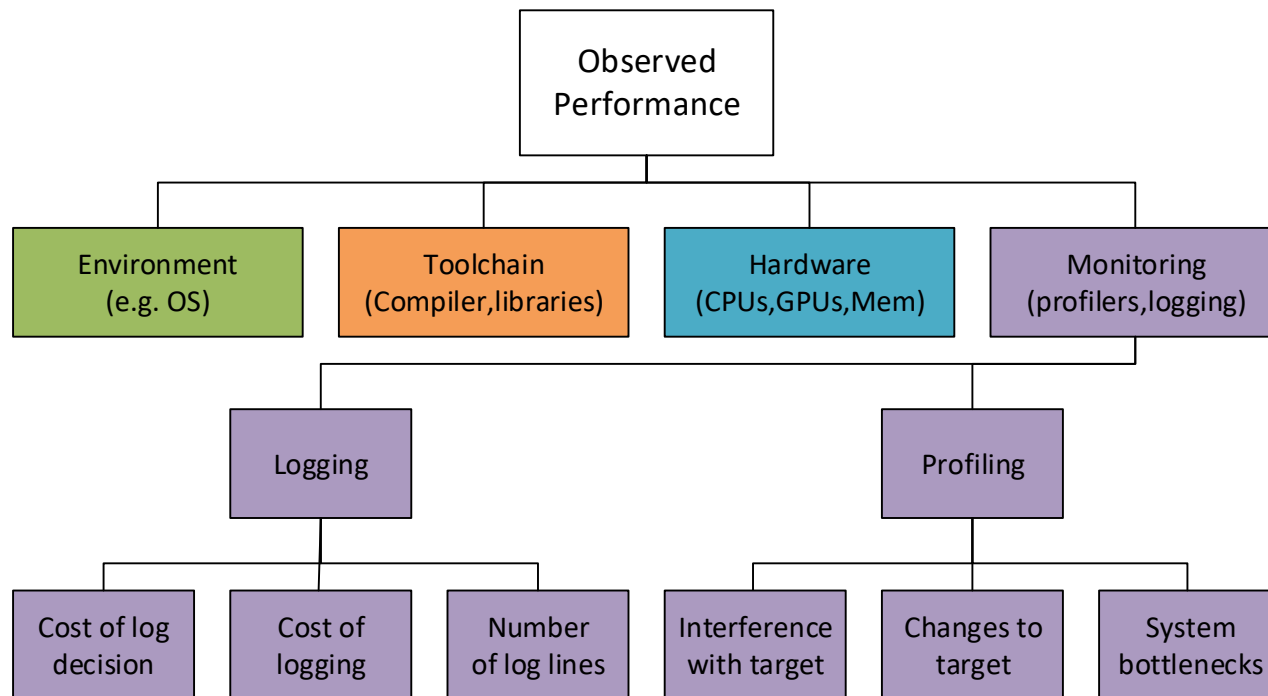 Observed
Performance
Environment
(e.g. OS)
Toolchain
(Compiler,libraries)
Hardware
(CPUs,GPUs,Mem)
Monitoring
(profilers,logging)
Logging
Profiling
Cost of log
decision
Cost of
logging
Number
of log lines
Interference
with target
Changes to
target
System
bottlenecks